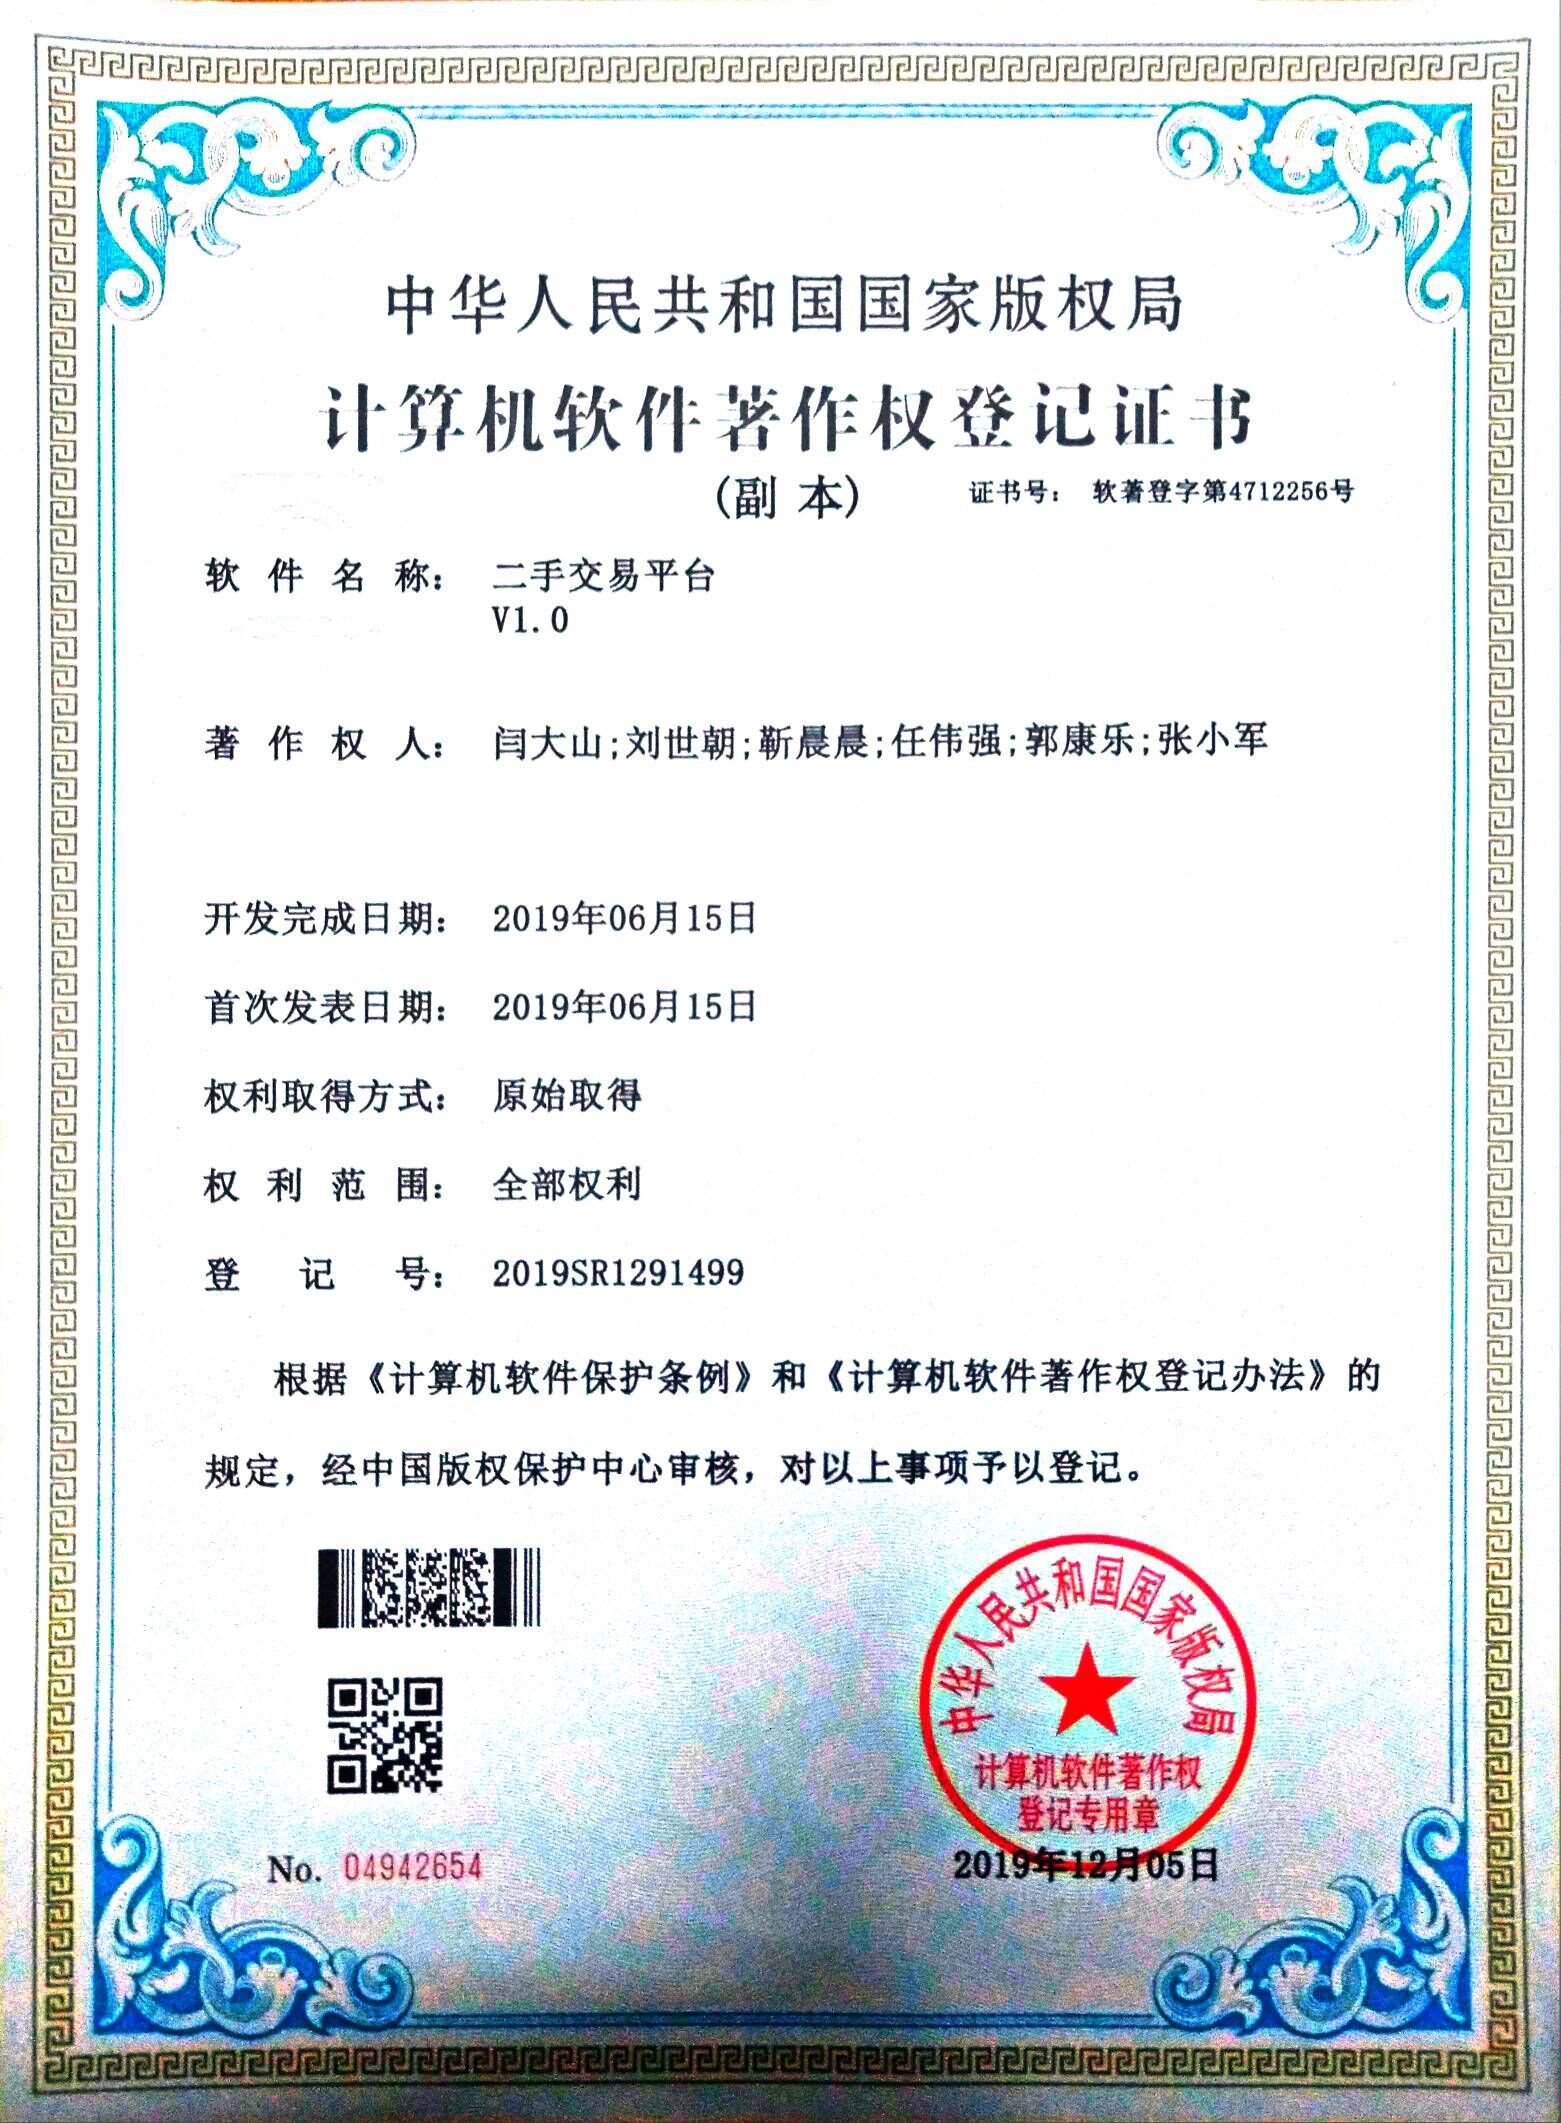 中华人民共和国国家版权局
计算机软件著作权登记证书
(副本)
证书号： 软著登字第4712256号
软件名称： 二手交易平台
V1.0
著作权人： 闫大山;刘世朝;靳晨晨;任伟强;郭康乐;张小军
开发完成日期： 2019年06月15日
首次发表日期： 2019年06月15日
权利取得方式： 原始取得
权利范围： 全部权利
登记号： 2019SR1291499
根据《计算机软件保护条例》和《计算机软件著作权登记办法》的
规定，经中国版权保护中心审核，对以上事项予以登记。
中华人民共和国国家版权局
计算机软件著作权
登记专用章
No. 04942654
2019年12月05日